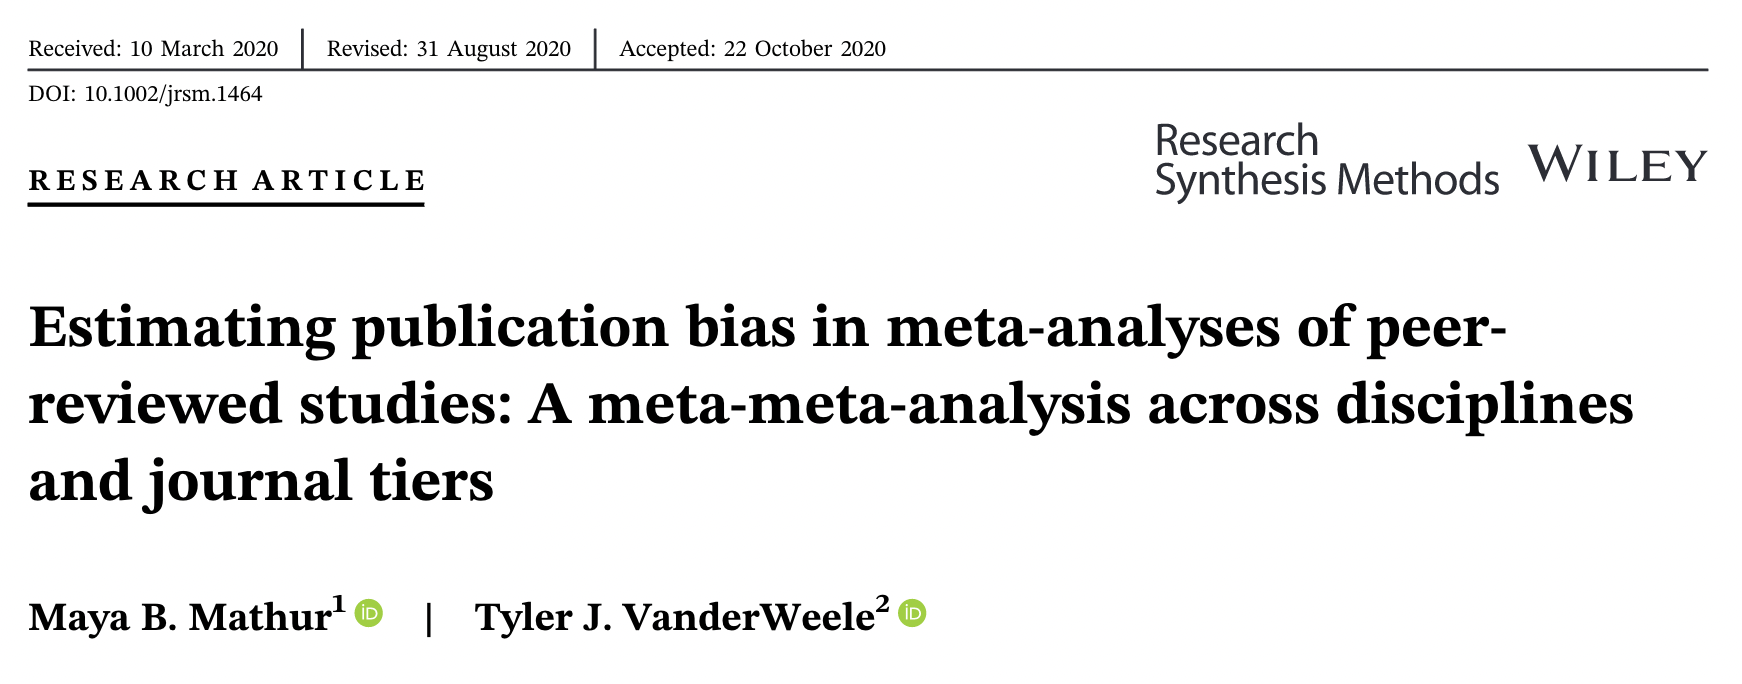 Received: 10 March 2020 | Revised: 31 August 2020 | Accepted: 22 October 2020
DOI: 10.1002/jrsm.1464
Research
Synthesis Methods WILEY
RESEARCH ARTICLE
Estimating publication bias in meta-analyses of peer-
reviewed studies: A meta-meta-analysis across disciplines
and journal tiers
Maya B. Mathur1 iD | Tyler J. VanderWeele2 iD